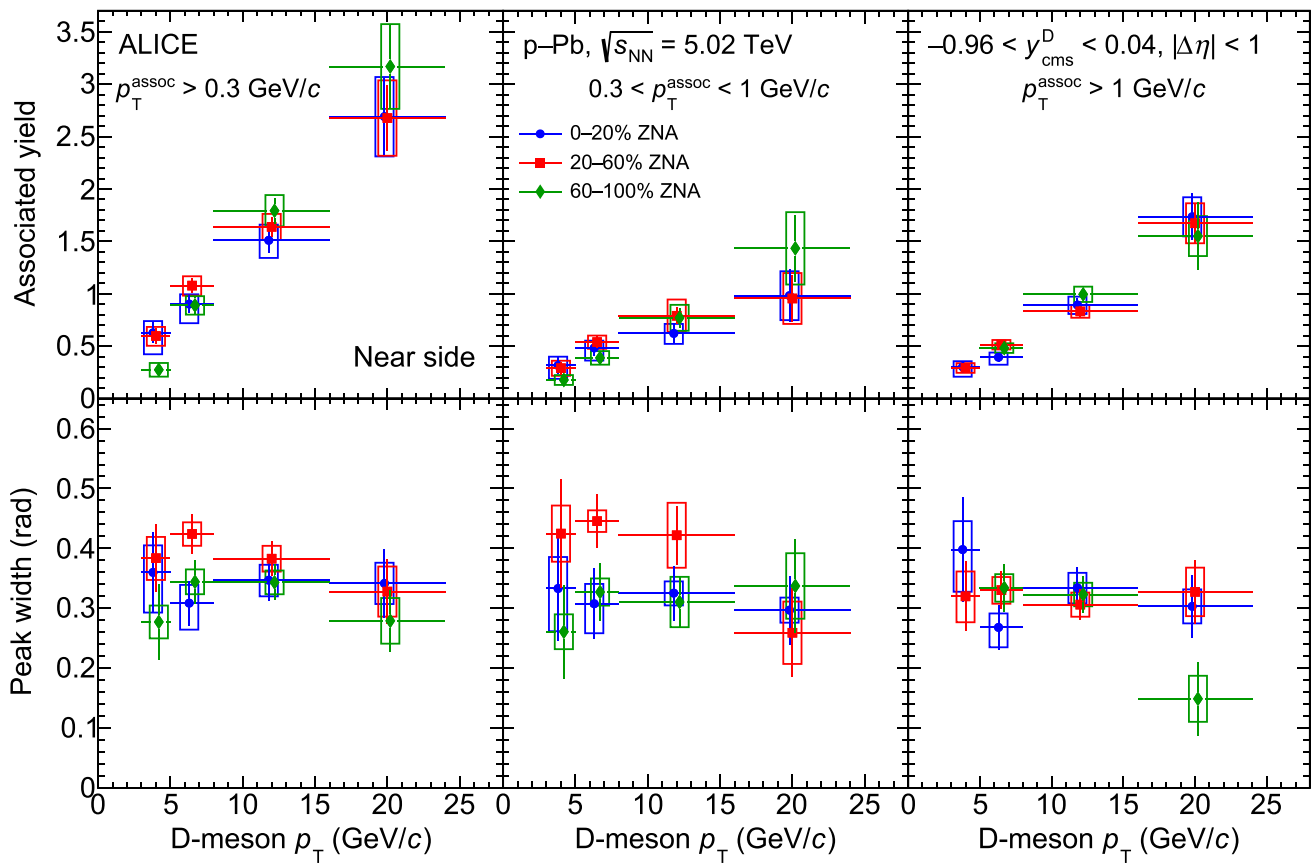 ALICE
p_T^assoc > 0.3 GeV/c
p–Pb, √s_NN = 5.02 TeV
0.3 < p_T^assoc < 1 GeV/c
–0.96 < y_cms^D < 0.04, |Δη| < 1
p_T^assoc > 1 GeV/c
0–20% ZNA
20–60% ZNA
60–100% ZNA
Near side
Associated yield
3.5
3
2.5
2
1.5
1
0.5
0
Peak width (rad)
0.6
0.5
0.4
0.3
0.2
0.1
0
0 5 10 15 20 25
0 5 10 15 20 25
0 5 10 15 20 25
D-meson p_T (GeV/c)
D-meson p_T (GeV/c)
D-meson p_T (GeV/c)